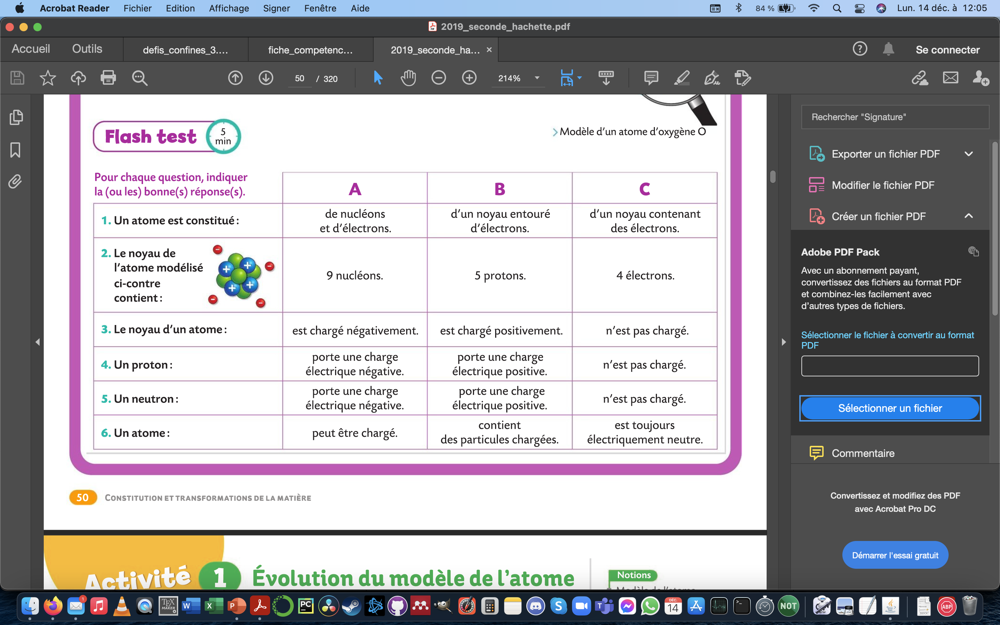 Acrobat Reader Fichier Edition Affichage Signer Fenêtre Aide 84 % Lun. 14 déc. à 12:05
2019_seconde_hachette.pdf
Accueil Outils defis_confines_3.... fiche_competenc... 2019_seconde_ha... × ? Se connecter
50 / 320 214%
Flash test 5 min
Modèle d'un atome d'oxygène O
Pour chaque question, indiquer
la (ou les) bonne(s) réponse(s).
A B C
1. Un atome est constitué :
de nucléons
et d'électrons.
d'un noyau entouré
d'électrons.
d'un noyau contenant
des électrons.
2. Le noyau de
l'atome modélisé
ci-contre
contient :
9 nucléons.
5 protons.
4 électrons.
3. Le noyau d'un atome :
est chargé négativement.
est chargé positivement.
n'est pas chargé.
4. Un proton :
porte une charge
électrique négative.
porte une charge
électrique positive.
n'est pas chargé.
5. Un neutron :
porte une charge
électrique négative.
porte une charge
électrique positive.
n'est pas chargé.
6. Un atome :
peut être chargé.
contient
des particules chargées.
est toujours
électriquement neutre.
50 CONSTITUTION ET TRANSFORMATIONS DE LA MATIÈRE
Activité 1 Évolution du modèle de l'atome
Notions
Rechercher "Signature"
Exporter un fichier PDF
Modifier le fichier PDF
Créer un fichier PDF
Adobe PDF Pack
Avec un abonnement payant,
convertissez des fichiers au format PDF
et combinez-les facilement avec
d'autres types de fichiers.
Sélectionner le fichier à convertir au format
PDF
Sélectionner un fichier
Commentaire
Convertissez et modifiez des PDF
avec Acrobat Pro DC
Démarrer l'essai gratuit
1 TEX MAKER W X P PC S T DÉC. 14 NOT DOCX ABP